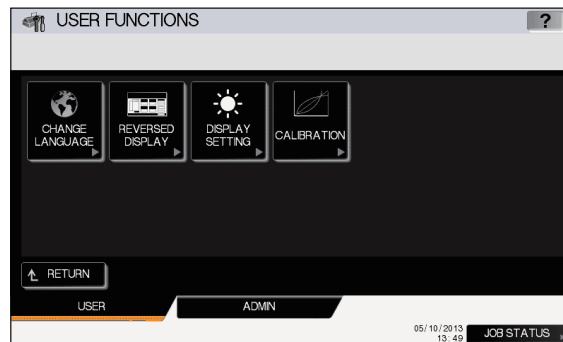 USER FUNCTIONS
?
CHANGE
LANGUAGE
REVERSED
DISPLAY
DISPLAY
SETTING
CALIBRATION
RETURN
USER
ADMIN
05/10/2013
13:49
JOB STATUS